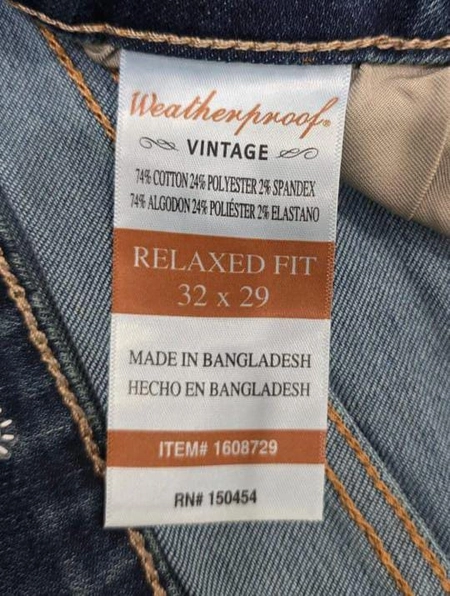 Weatherproof®
VINTAGE
74% COTTON 24% POLYESTER 2% SPANDEX
74% ALGODON 24% POLIÉSTER 2% ELASTANO
RELAXED FIT
32 x 29
MADE IN BANGLADESH
HECHO EN BANGLADESH
ITEM# 1608729
RN# 150454